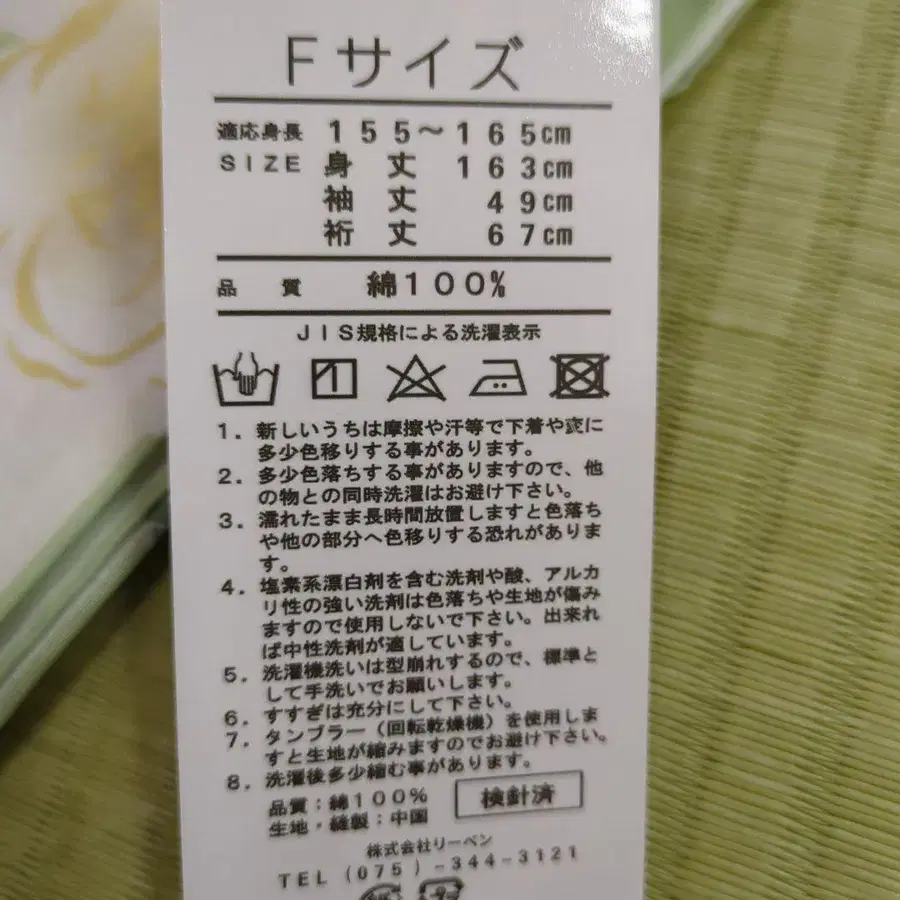 Fサイズ
適応身長 155～165cm
SIZE 身丈 163cm
袖丈 49cm
裄丈 67cm
品質 綿100%
JIS規格による洗濯表示
1. 新しいうちは摩擦や汗等で下着や衣に
多少色移りする事があります。
2. 多少色落ちする事がありますので、他
の物との同時洗濯はお避け下さい。
3. 濡れたまま長時間放置しますと色落ち
や他の部分へ色移りする恐れがありま
す。
4. 塩素系漂白剤を含む洗剤や酸、アルカ
リ性の強い洗剤は色落ちや生地が傷み
ますので使用しないで下さい。出来れ
ば中性洗剤が適しています。
5. 洗濯機洗いは型崩れするので、標準と
して手洗いでお願いします。
6. すすぎは充分にして下さい。
7. タンブラー（回転乾燥機）を使用しま
すと生地が縮みますのでお避け下さい。
8. 洗濯後多少縮む事があります。
品質：綿100%
検針済
生地・縫製：中国
株式会社リーベン
TEL (075)-344-3121